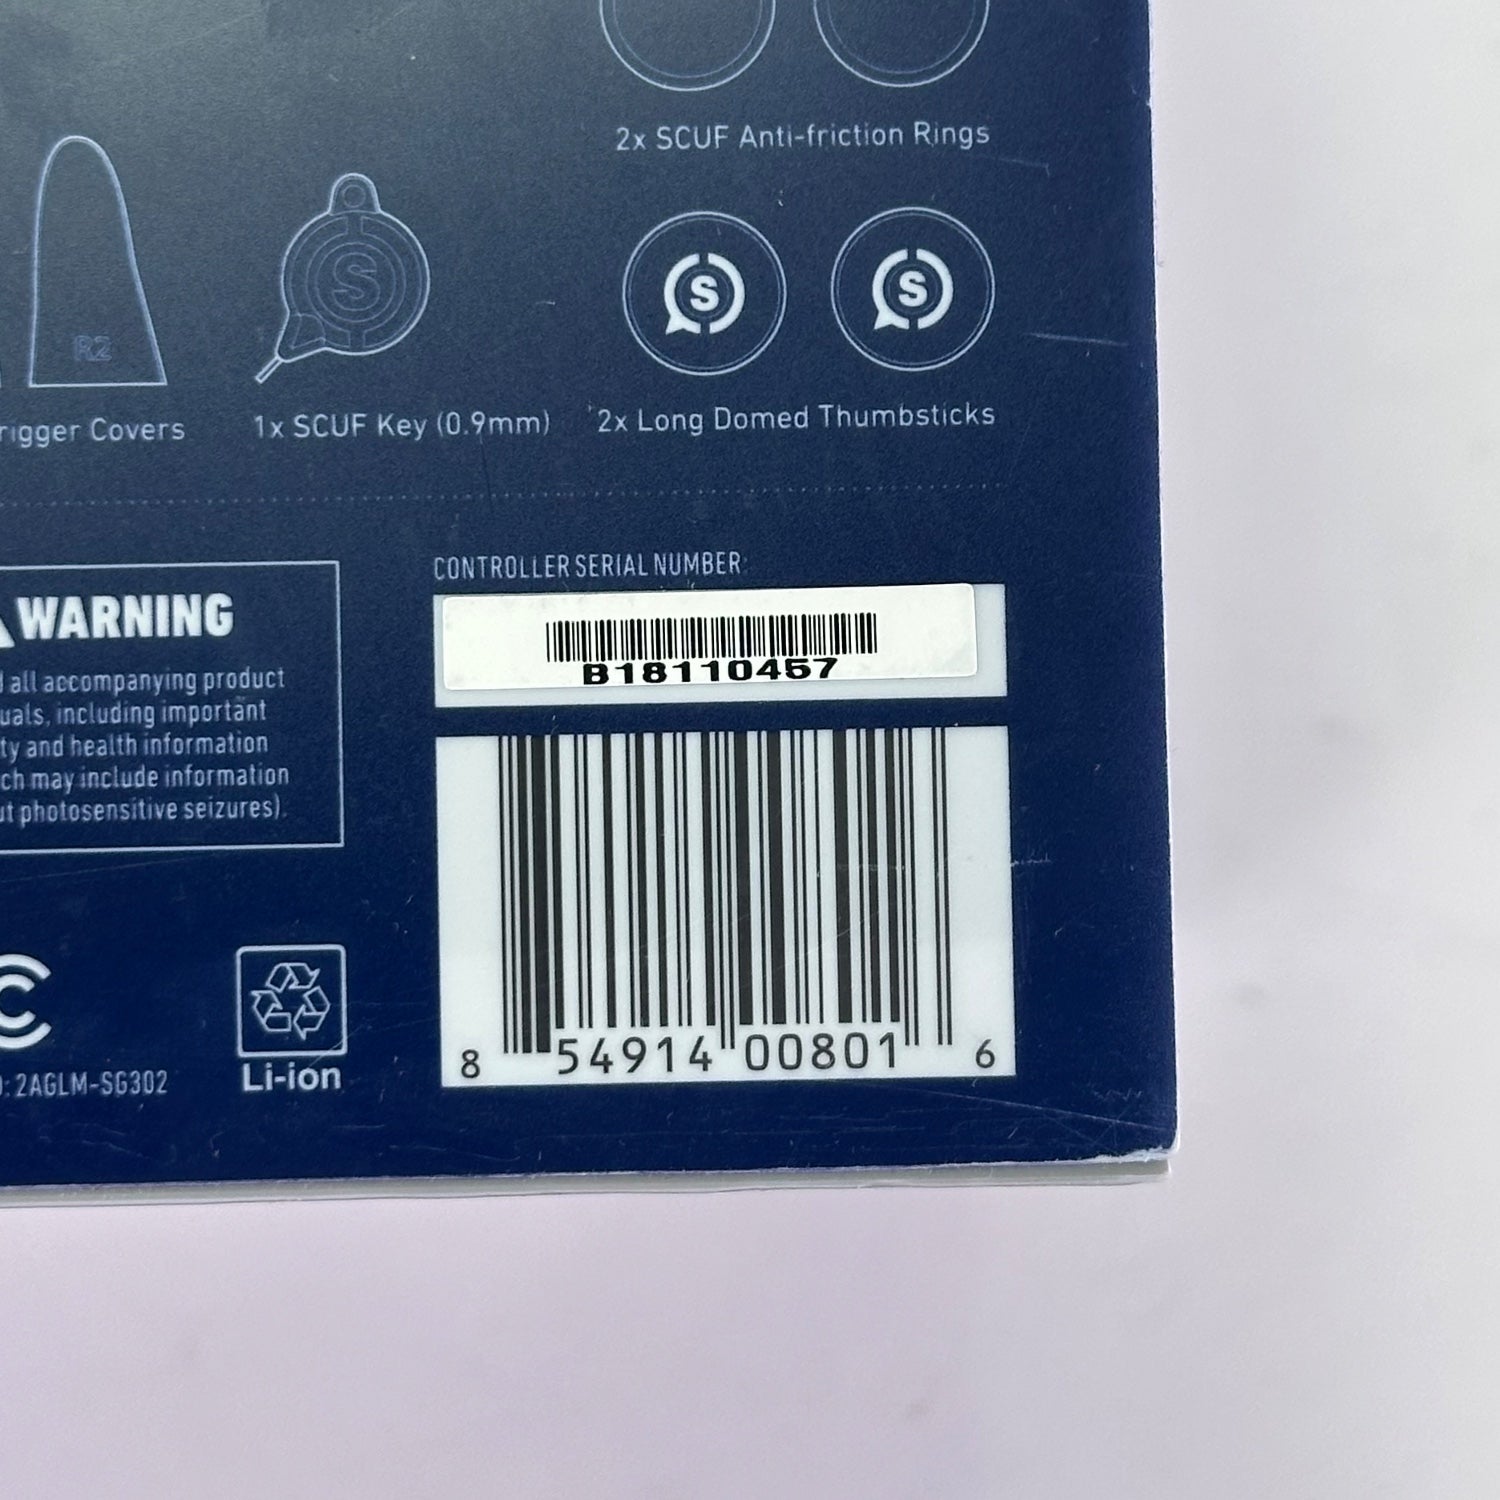 2x SCUF Anti-friction Rings
S
S
S
R2
rigger Covers
1x SCUF Key (0.9mm)
2x Long Domed Thumbsticks
CONTROLLER SERIAL NUMBER:
B18110457
WARNING
all accompanying product
uals, including important
ty and health information
ch may include information
ut photosensitive seizures).
8 54914 00801 6
C
: 2AGLM-SG302
Li-ion